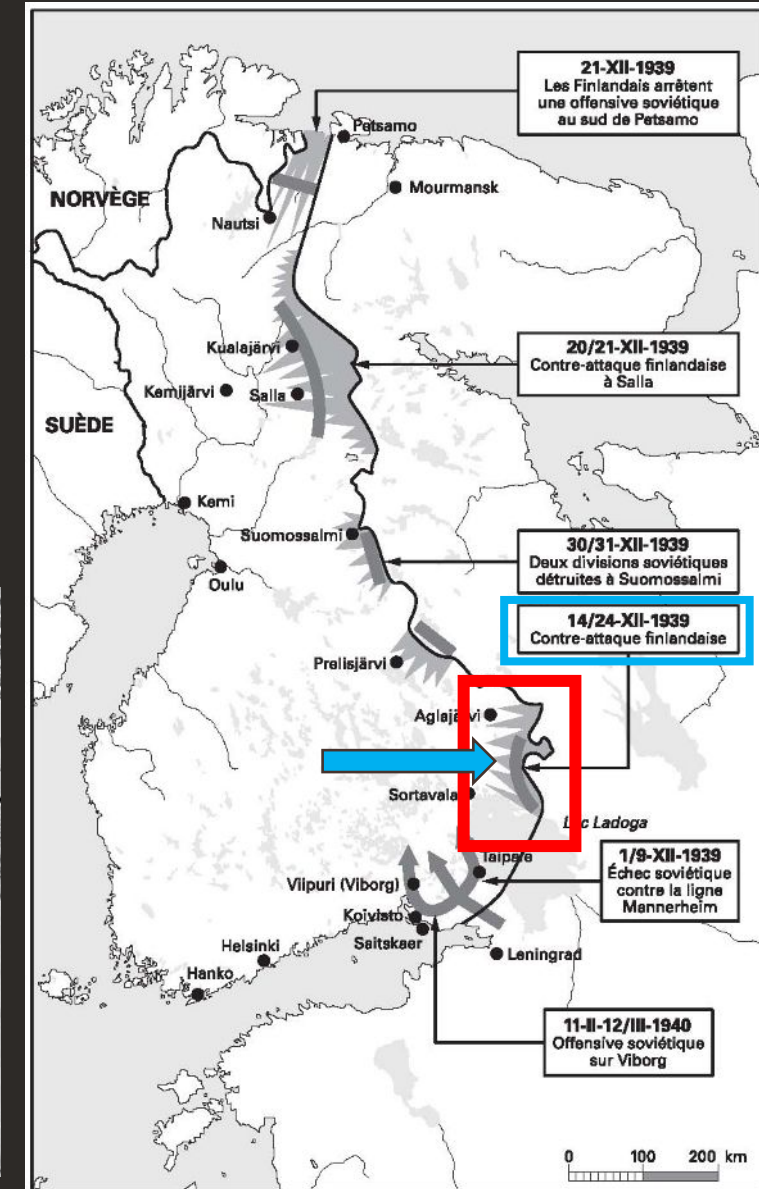 21-XII-1939
Les Finlandais arrêtent
une offensive soviétique
au sud de Petsamo
Petsamo
Mourmansk
NORVÈGE
Nautsi
Kualajärvi
20/21-XII-1939
Contre-attaque finlandaise
à Salla
Kemijärvi
Salla
SUÈDE
Kemi
Suomossalmi
30/31-XII-1939
Deux divisions soviétiques
détruites à Suomossalmi
Oulu
14/24-XII-1939
Contre-attaque finlandaise
Prelisjärvi
Aglajärvi
Sortavala
Lac Ladoga
Taipale
1/9-XII-1939
Échec soviétique
contre la ligne
Mannerheim
Viipuri (Viborg)
Koivisto
Saitskaer
Helsinki
Leningrad
Hanko
11-II-12/III-1940
Offensive soviétique
sur Viborg
0 100 200 km